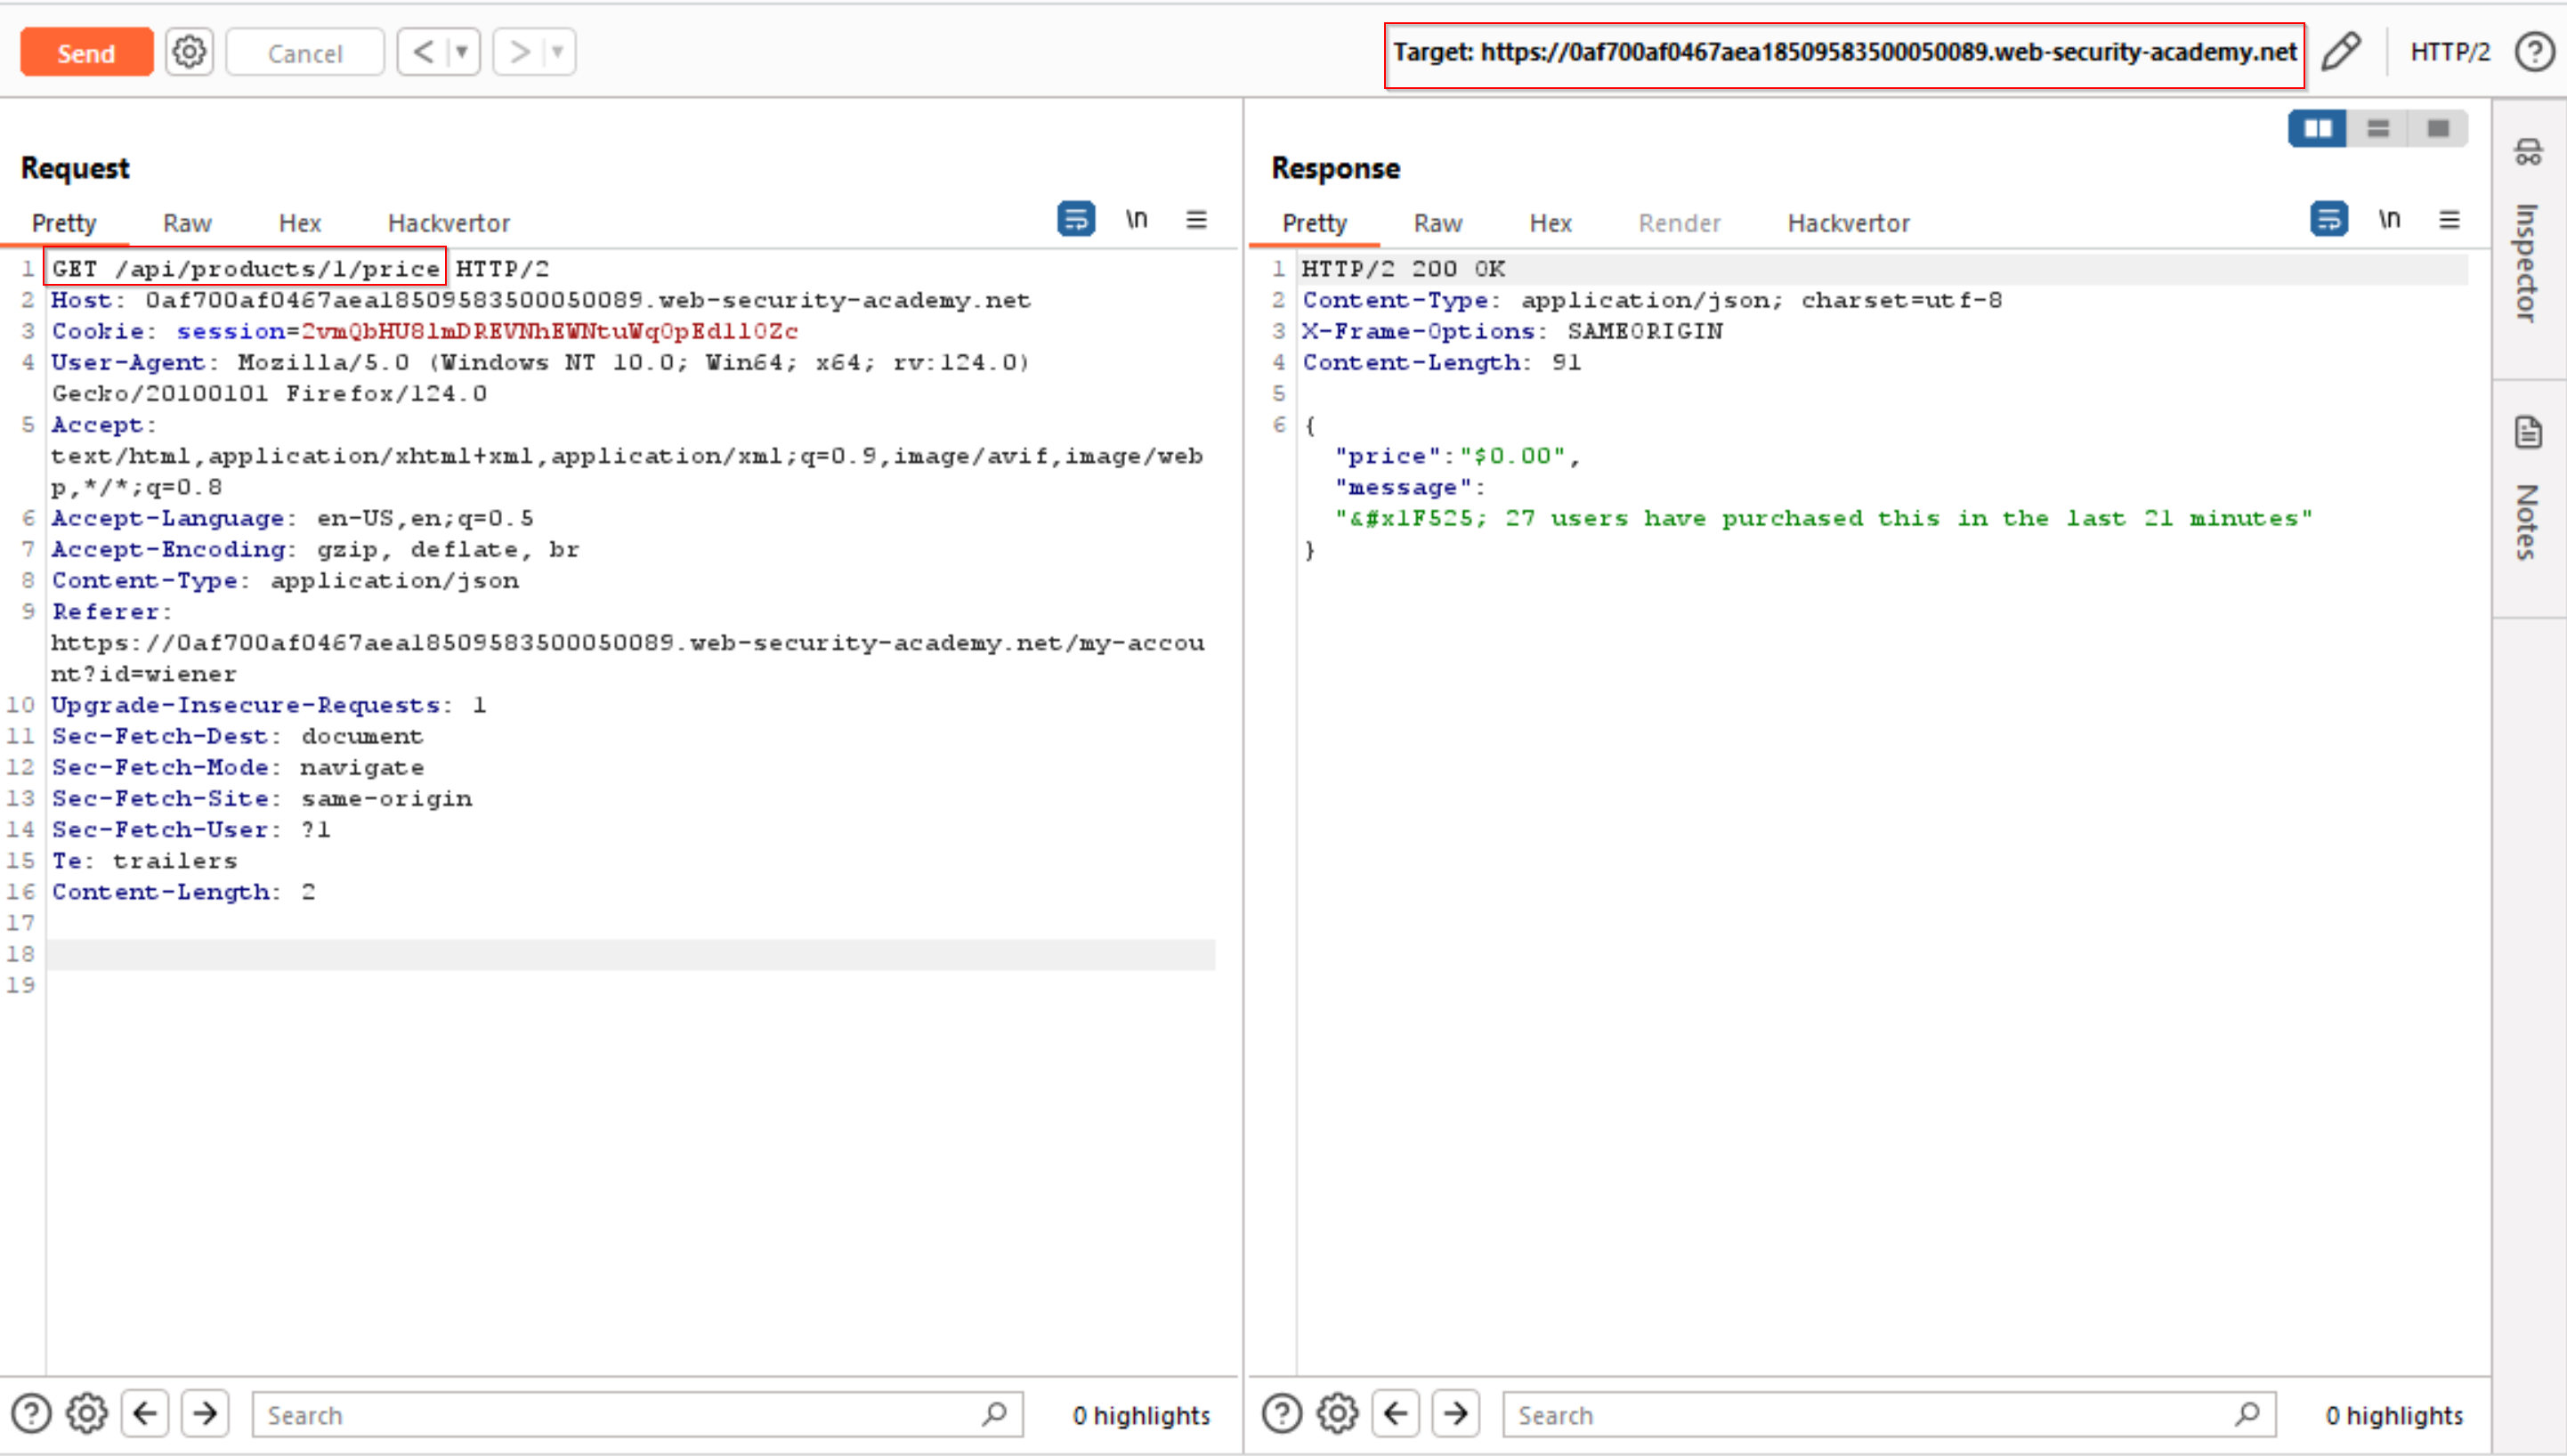 Send
Cancel
Target: https://0af700af0467aea18509583500050089.web-security-academy.net
HTTP/2
Request
Pretty Raw Hex Hackvertor
\n
1 GET /api/products/1/price HTTP/2
2 Host: 0af700af0467aea18509583500050089.web-security-academy.net
3 Cookie: session=2vmQbHU8lmDREVNhEWNtuWq0pEdll0Zc
4 User-Agent: Mozilla/5.0 (Windows NT 10.0; Win64; x64; rv:124.0)
Gecko/20100101 Firefox/124.0
5 Accept:
text/html,application/xhtml+xml,application/xml;q=0.9,image/avif,image/web
p,*/*;q=0.8
6 Accept-Language: en-US,en;q=0.5
7 Accept-Encoding: gzip, deflate, br
8 Content-Type: application/json
9 Referer:
https://0af700af0467aea18509583500050089.web-security-academy.net/my-accou
nt?id=wiener
10 Upgrade-Insecure-Requests: 1
11 Sec-Fetch-Dest: document
12 Sec-Fetch-Mode: navigate
13 Sec-Fetch-Site: same-origin
14 Sec-Fetch-User: ?1
15 Te: trailers
16 Content-Length: 2
17
18
19
Search
0 highlights
Response
Pretty Raw Hex Render Hackvertor
\n
1 HTTP/2 200 OK
2 Content-Type: application/json; charset=utf-8
3 X-Frame-Options: SAMEORIGIN
4 Content-Length: 91
5
6 {
"price":"$0.00",
"message":
"&#x1F525; 27 users have purchased this in the last 21 minutes"
}
Search
0 highlights
Inspector
Notes